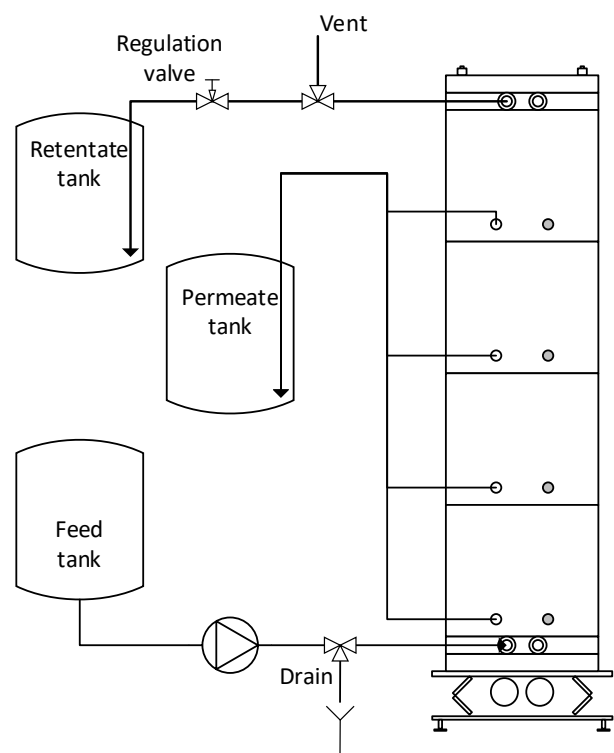 Vent
Regulation
valve
Retentate
tank
Permeate
tank
Feed
tank
Drain